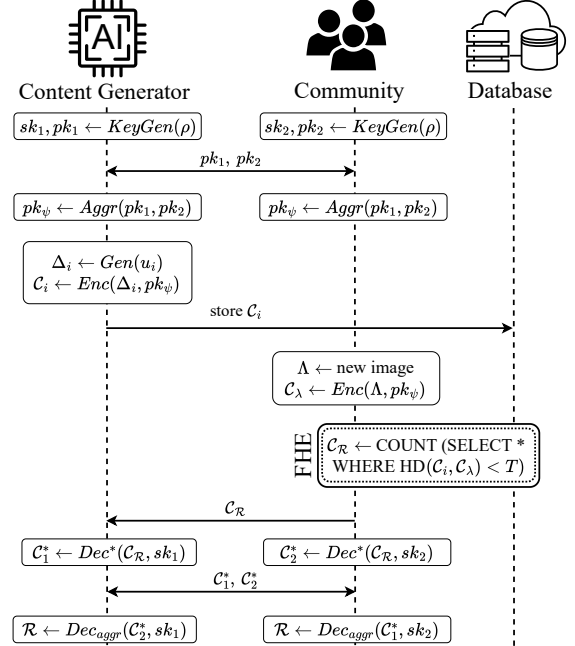 AI
Content Generator
Community
Database
sk₁, pk₁ ← KeyGen(ρ)
sk₂, pk₂ ← KeyGen(ρ)
pk₁, pk₂
pk_ψ ← Aggr(pk₁, pk₂)
pk_ψ ← Aggr(pk₁, pk₂)
Δᵢ ← Gen(uᵢ)
𝒞ᵢ ← Enc(Δᵢ, pk_ψ)
store 𝒞ᵢ
Λ ← new image
𝒞_λ ← Enc(Λ, pk_ψ)
FHE
𝒞_ℛ ← COUNT (SELECT *
WHERE HD(𝒞ᵢ, 𝒞_λ) < T)
𝒞_ℛ
𝒞₁* ← Dec*(𝒞_ℛ, sk₁)
𝒞₂* ← Dec*(𝒞_ℛ, sk₂)
𝒞₁*, 𝒞₂*
ℛ ← Dec_aggr(𝒞₂*, sk₁)
ℛ ← Dec_aggr(𝒞₁*, sk₂)